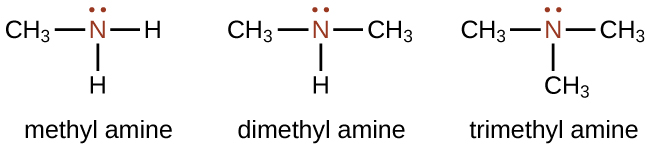 CH₃ N H CH₃ N CH₃ CH₃ N CH₃
H H CH₃
methyl amine dimethyl amine trimethyl amine